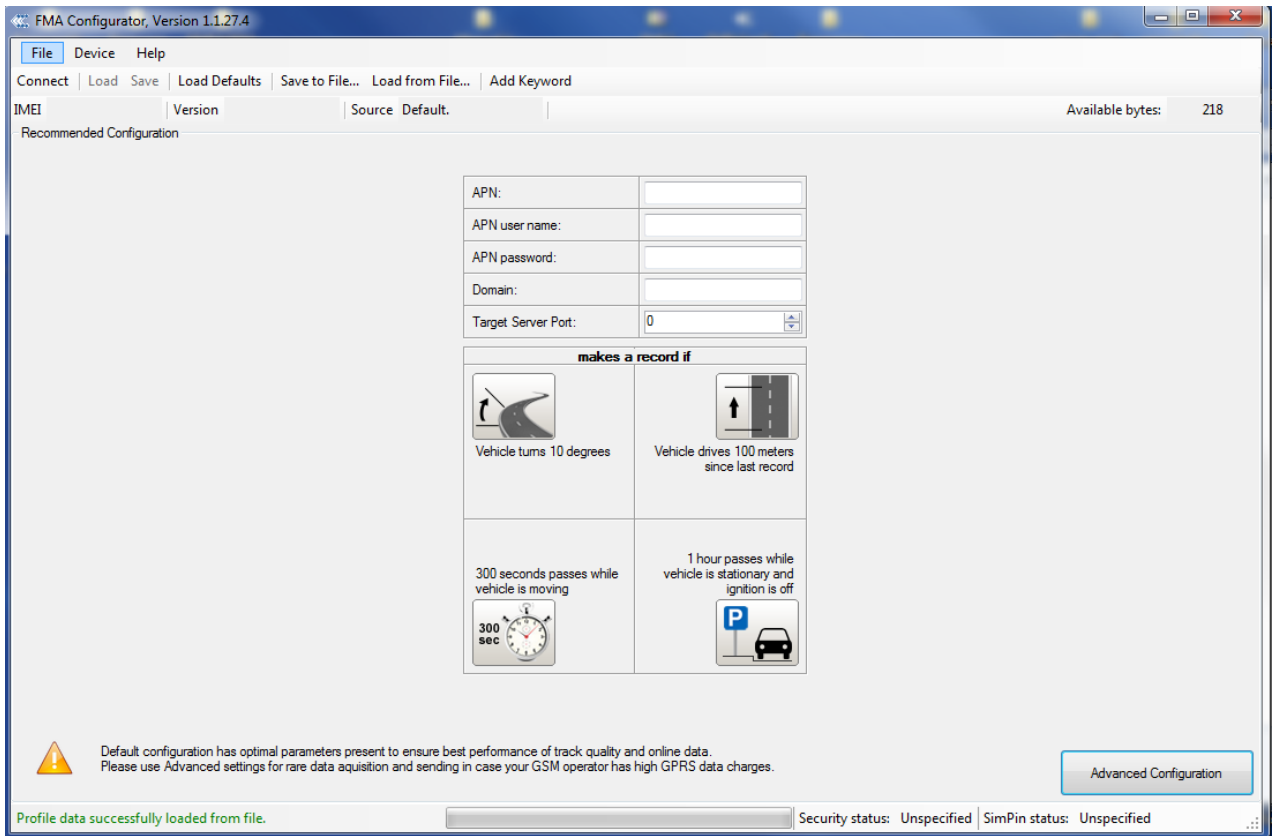 FMA Configurator, Version 1.1.27.4
File Device Help
Connect Load Save Load Defaults Save to File... Load from File... Add Keyword
IMEI Version Source Default. Available bytes: 218
Recommended Configuration
APN:
APN user name:
APN password:
Domain:
Target Server Port: 0
makes a record if
Vehicle turns 10 degrees
Vehicle drives 100 meters
since last record
300 seconds passes while
vehicle is moving
300
sec
1 hour passes while
vehicle is stationary and
ignition is off
P
Default configuration has optimal parameters present to ensure best performance of track quality and online data.
Please use Advanced settings for rare data aquisition and sending in case your GSM operator has high GPRS data charges.
Advanced Configuration
Profile data successfully loaded from file.
Security status: Unspecified SimPin status: Unspecified